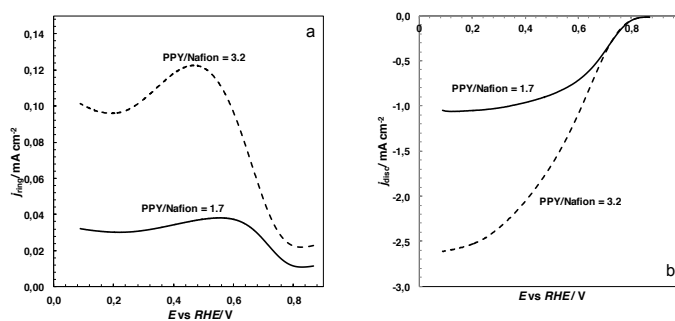 a
0,14
0,12
0,10
0,08
0,06
0,04
0,02
0,00
j ring/ mA cm-2
PPY/Nafion = 3.2
PPY/Nafion = 1.7
0,0 0,2 0,4 0,6 0,8
E vs RHE/ V
0,0
-0,5
-1,0
-1,5
-2,0
-2,5
-3,0
0 0,2 0,4 0,6 0,8
jdisc/ mA cm-2
PPY/Nafion = 1.7
PPY/Nafion = 3.2
b
E vs RHE/ V